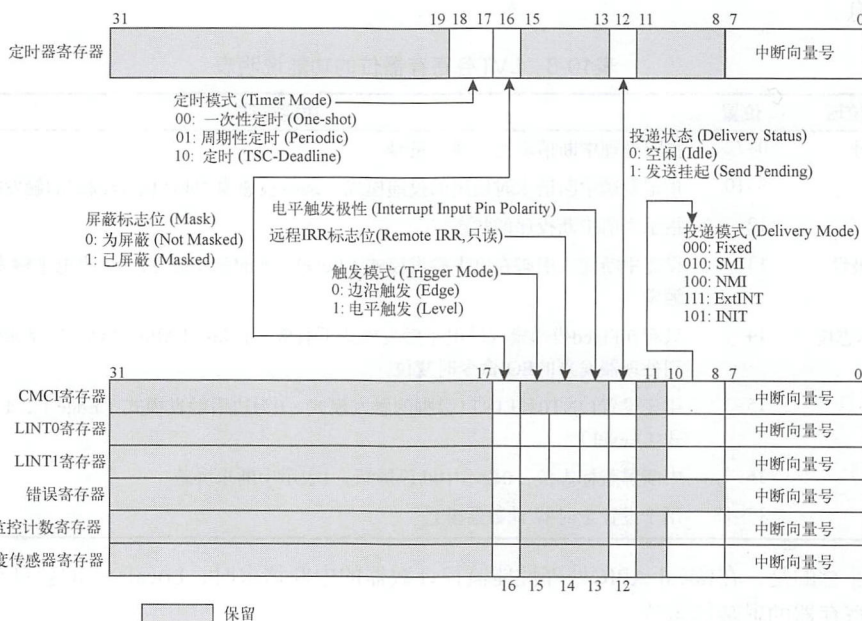 31 19 18 17 16 15 13 12 11 8 7 0
定时器寄存器 中断向量号
定时模式 (Timer Mode)
00: 一次性定时 (One-shot)
01: 周期性定时 (Periodic)
10: 定时 (TSC-Deadline)
投递状态 (Delivery Status)
0: 空闲 (Idle)
1: 发送挂起 (Send Pending)
屏蔽标志位 (Mask)
0: 为屏蔽 (Not Masked)
1: 已屏蔽 (Masked)
电平触发极性 (Interrupt Input Pin Polarity)
远程IRR标志位(Remote IRR,只读)
触发模式 (Trigger Mode)
0: 边沿触发 (Edge)
1: 电平触发 (Level)
投递模式 (Delivery Mode)
000: Fixed
010: SMI
100: NMI
111: ExtINT
101: INIT
31 17 11 10 8 7 0
CMCI寄存器 中断向量号
LINT0寄存器 中断向量号
LINT1寄存器 中断向量号
错误寄存器 中断向量号
监控计数寄存器 中断向量号
度传感器寄存器 中断向量号
16 15 14 13 12
保留